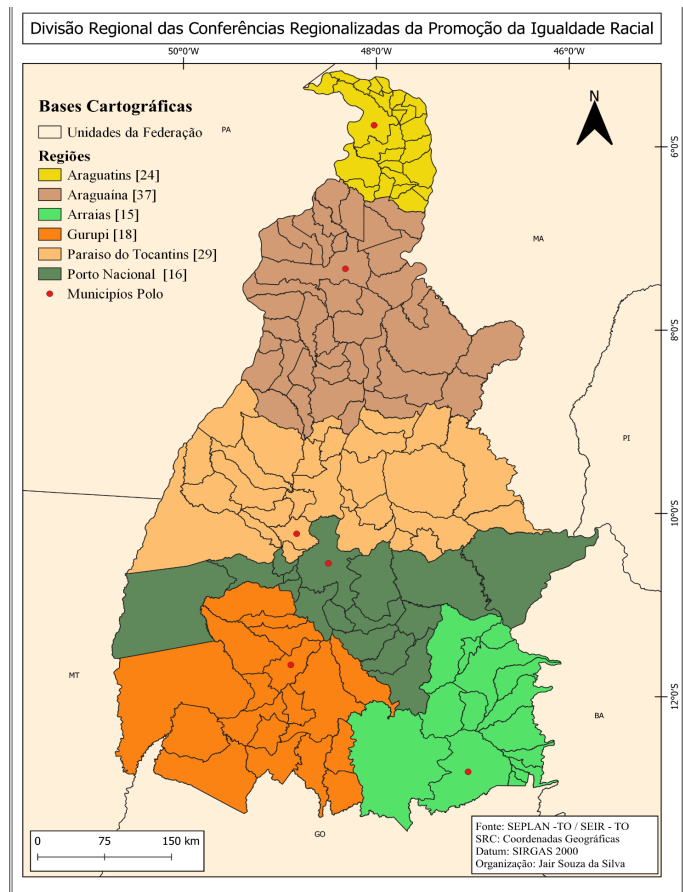 Divisão Regional das Conferências Regionalizadas da Promoção da Igualdade Racial
50°0'W
48°0'W
46°0'W
Bases Cartográficas
Unidades da Federação
Regiões
Araguatins [24]
Araguaína [37]
Arraias [15]
Gurupi [18]
Paraiso do Tocantins [29]
Porto Nacional [16]
Municipios Polo
PA
N
6°0'S
MA
8°0'S
PI
10°0'S
MT
12°0'S
BA
GO
0 75 150 km
Fonte: SEPLAN -TO / SEIR - TO
SRC: Coordenadas Geográficas
Datum: SIRGAS 2000
Organização: Jair Souza da Silva